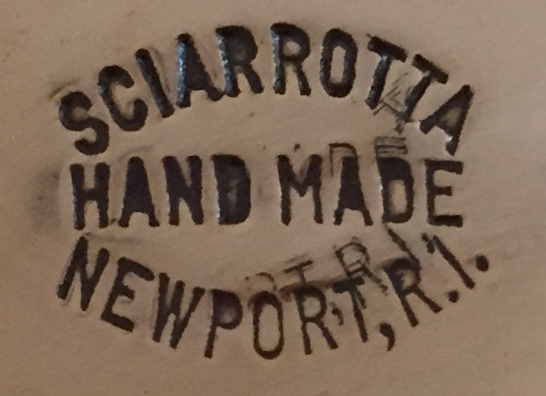 SCIARROTTA
HAND MADE
NEWPORT, R.I.